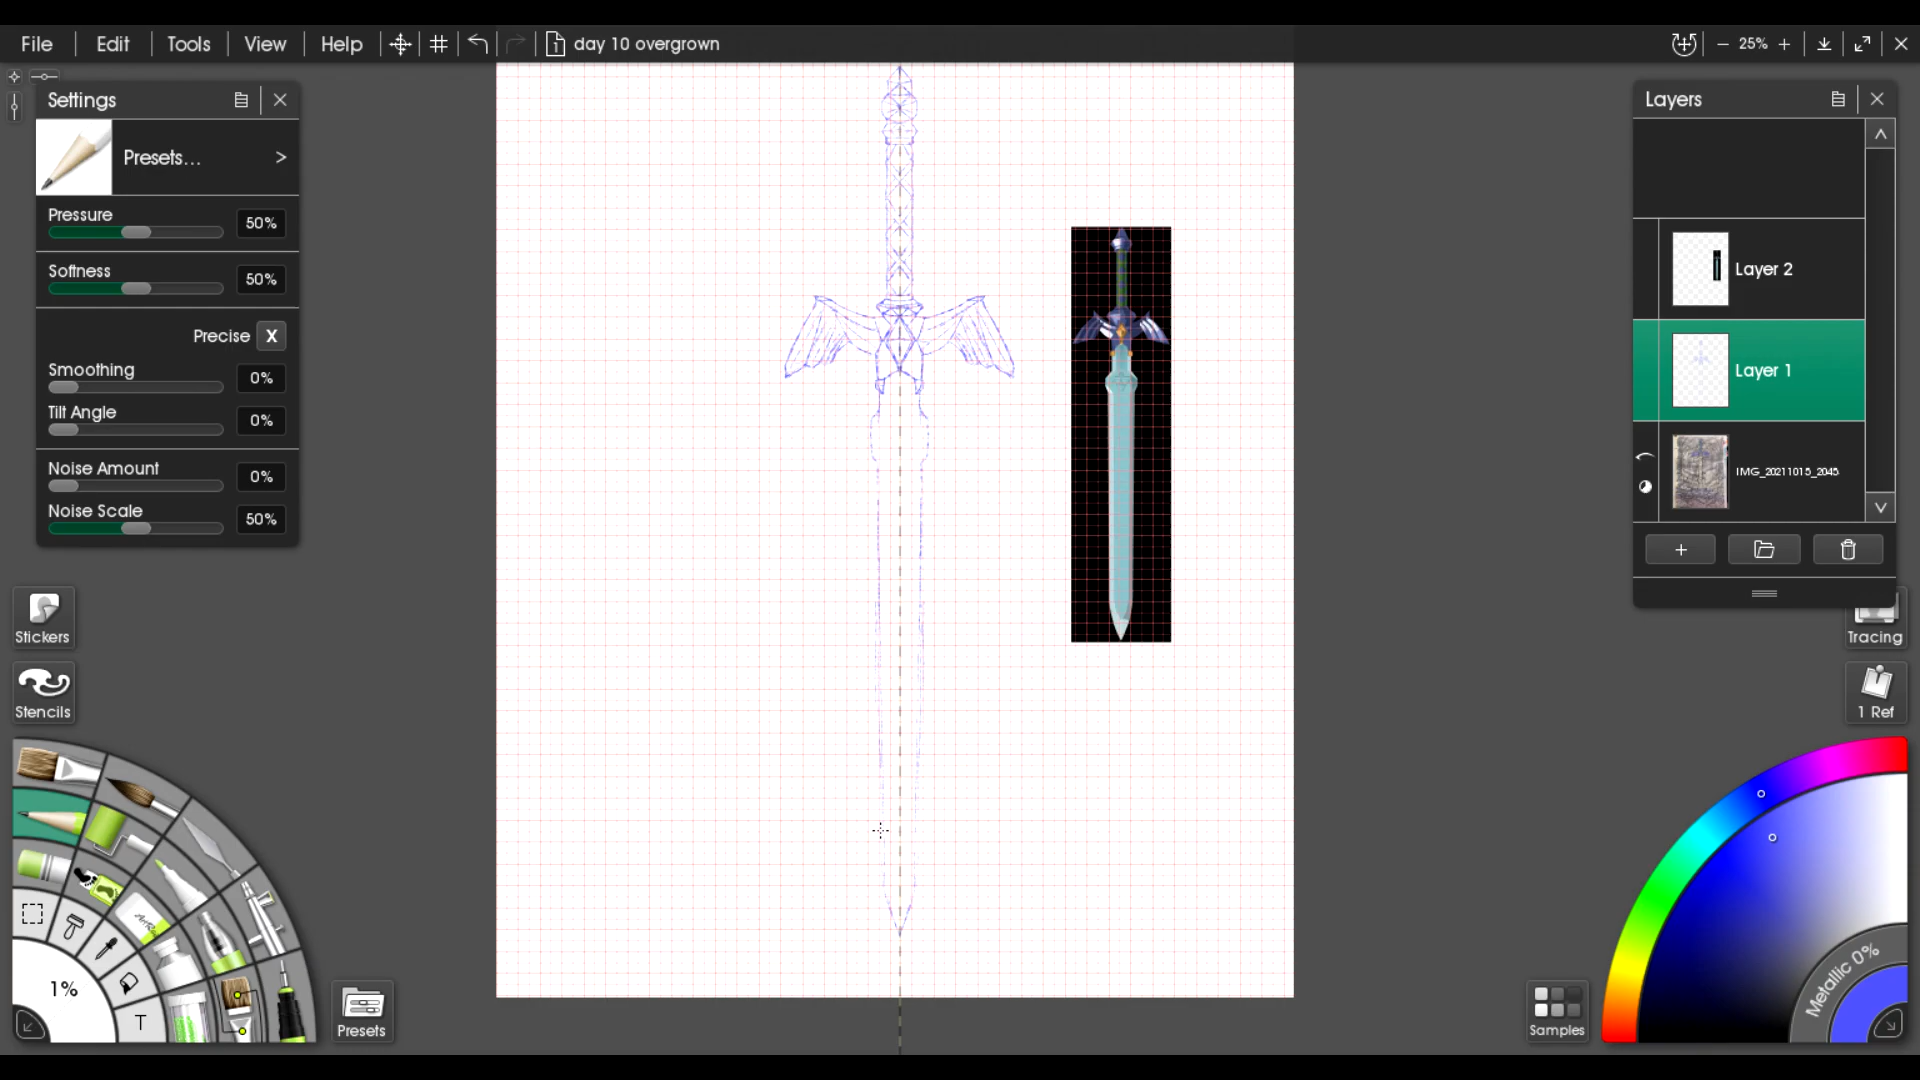 File Edit Tools View Help day 10 overgrown 25%
Settings
Presets... >
Pressure 50%
Softness 50%
Precise X
Smoothing 0%
Tilt Angle 0%
Noise Amount 0%
Noise Scale 50%
Stickers
Stencils
1%
T
Presets
Layers
Layer 2
Layer 1
IMG_20211015_2045
Tracing
1 Ref
Metallic 0%
Samples